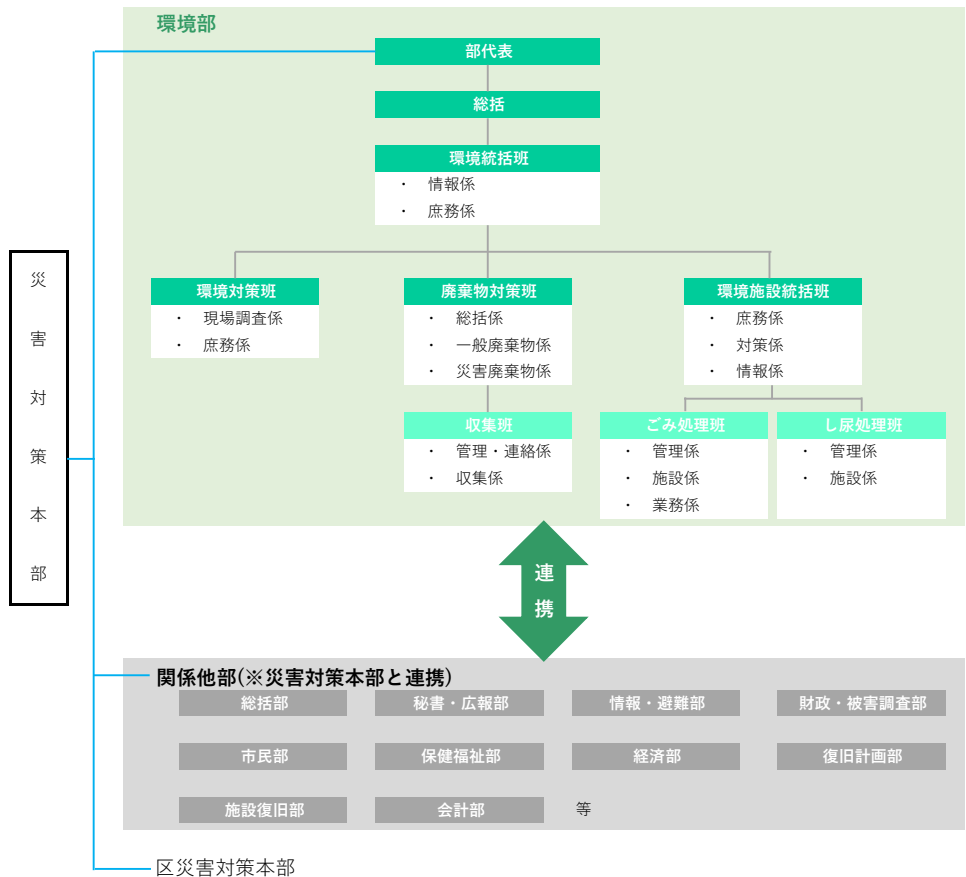 環境部
部代表
総括
環境統括班
・ 情報係
・ 庶務係
環境対策班
・ 現場調査係
・ 庶務係
廃棄物対策班
・ 総括係
・ 一般廃棄物係
・ 災害廃棄物係
環境施設統括班
・ 庶務係
・ 対策係
・ 情報係
収集班
・ 管理・連絡係
・ 収集係
ごみ処理班
・ 管理係
・ 施設係
・ 業務係
し尿処理班
・ 管理係
・ 施設係
災害対策本部
連携
関係他部(※災害対策本部と連携)
総括部 秘書・広報部 情報・避難部 財政・被害調査部
市民部 保健福祉部 経済部 復旧計画部
施設復旧部 会計部 等
区災害対策本部